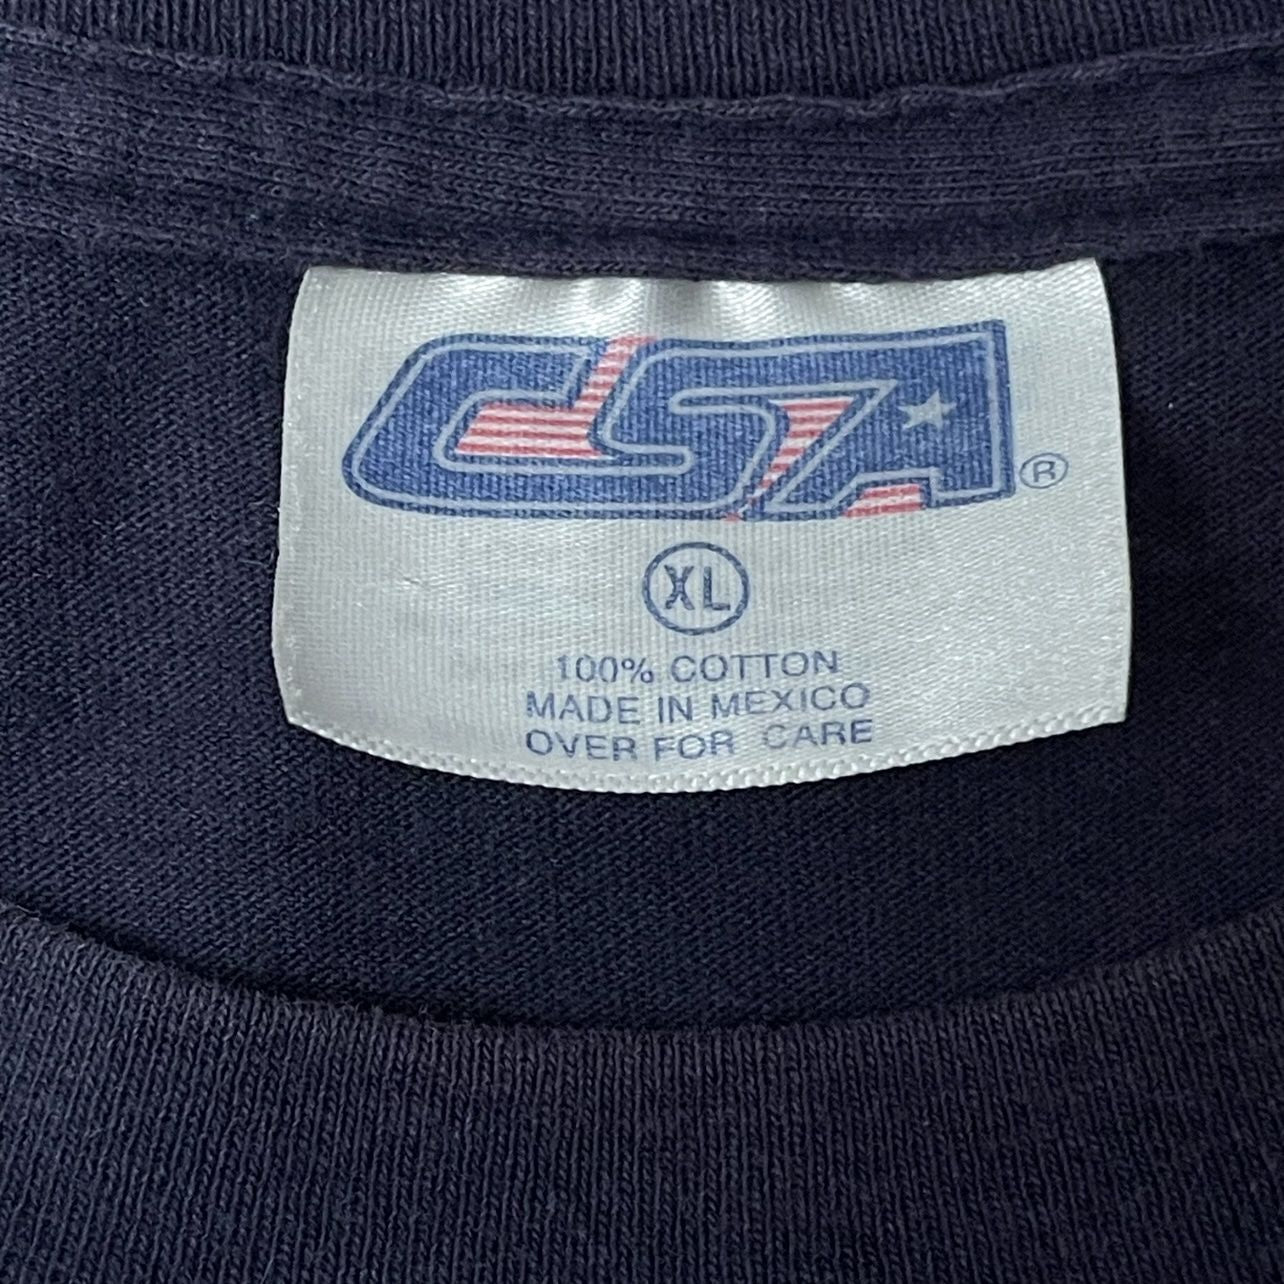 CSA®
XL
100% COTTON
MADE IN MEXICO
OVER FOR CARE